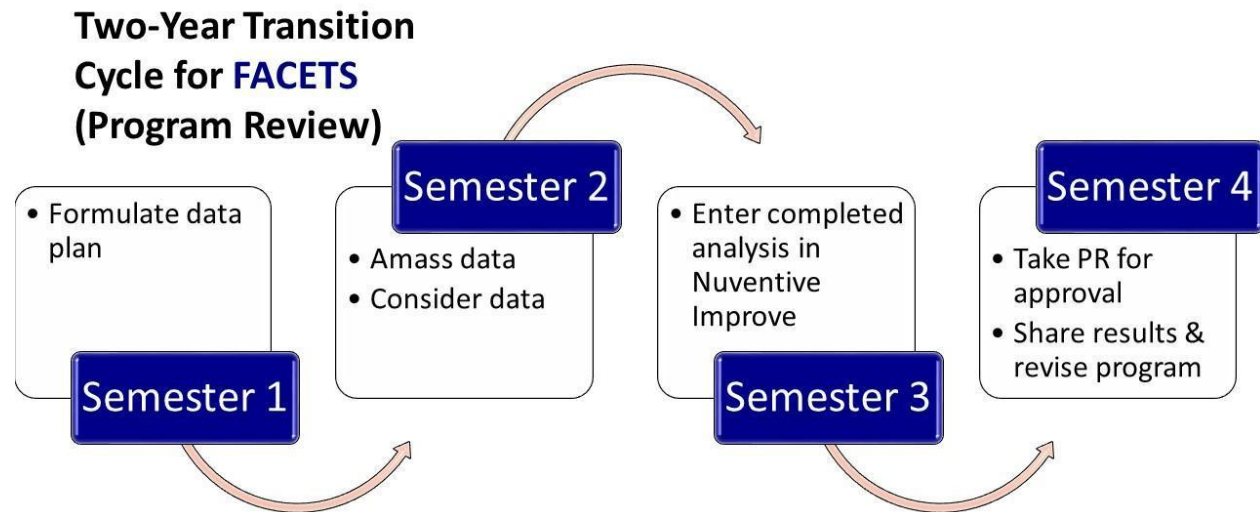 Two-Year Transition
Cycle for FACETS
(Program Review)
• Formulate data
plan
Semester 1
Semester 2
• Amass data
• Consider data
• Enter completed
analysis in
Nuventive
Improve
Semester 3
Semester 4
• Take PR for
approval
• Share results &
revise program